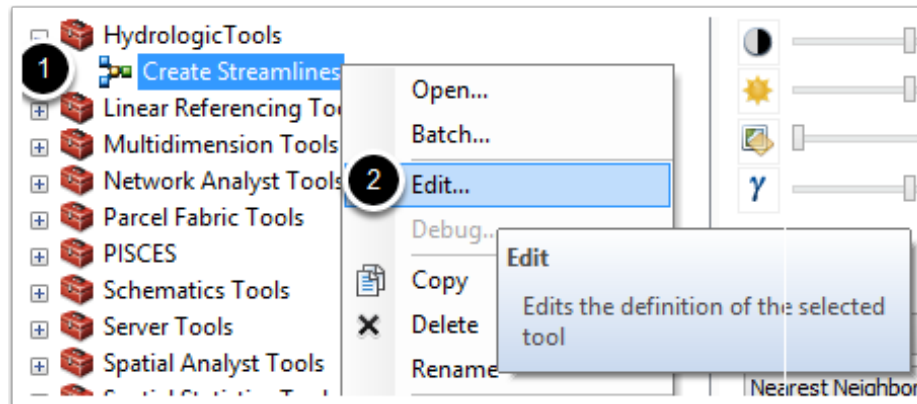 HydrologicTools
1
Create Streamlines
Linear Referencing Too
Multidimension Tools
Network Analyst Tools
Parcel Fabric Tools
PISCES
Schematics Tools
Server Tools
Spatial Analyst Tools
Open...
Batch...
2
Edit...
Debug...
Copy
Delete
Rename
Edit
Edits the definition of the selected
tool
γ
Nearest Neighbor